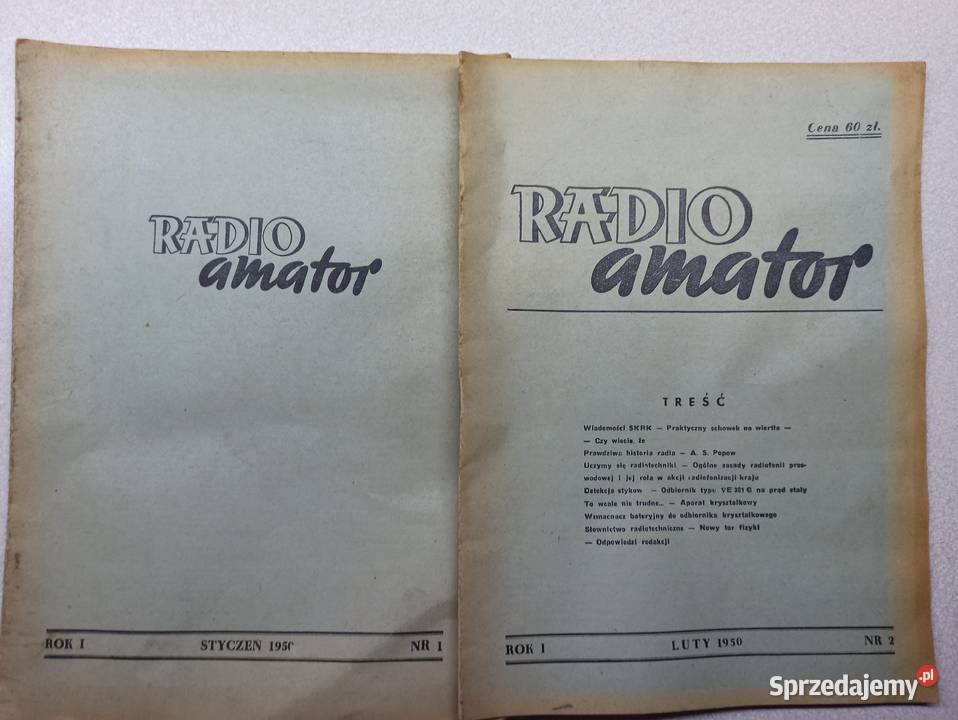 RADIO
amator
ROK I STYCZEŃ 1950 NR 1
Cena 60 zł.
RADIO
amator
TREŚĆ
Wiadomości SKRK — Praktyczny schowek na wiertła —
— Czy wiecie, że
Prawdziwa historia radia — A. S. Popow
Uczymy się radiotechniki — Ogólne zasady radiofonii prze-
wodowej i jej rola w akcji radiofonizacji kraju
Detekcja stykow — Odbiornik typu VE 301 G na prąd stały
To wcale nie trudne... — Aparat kryształkowy
Wzmacniacz bateryjny do odbiornika kryształkowego
Słownictwo radiotechniczne — Nowy tor fizyki
— Odpowiedzi redakcji
ROK I LUTY 1950 NR 2
Sprzedajemy.pl